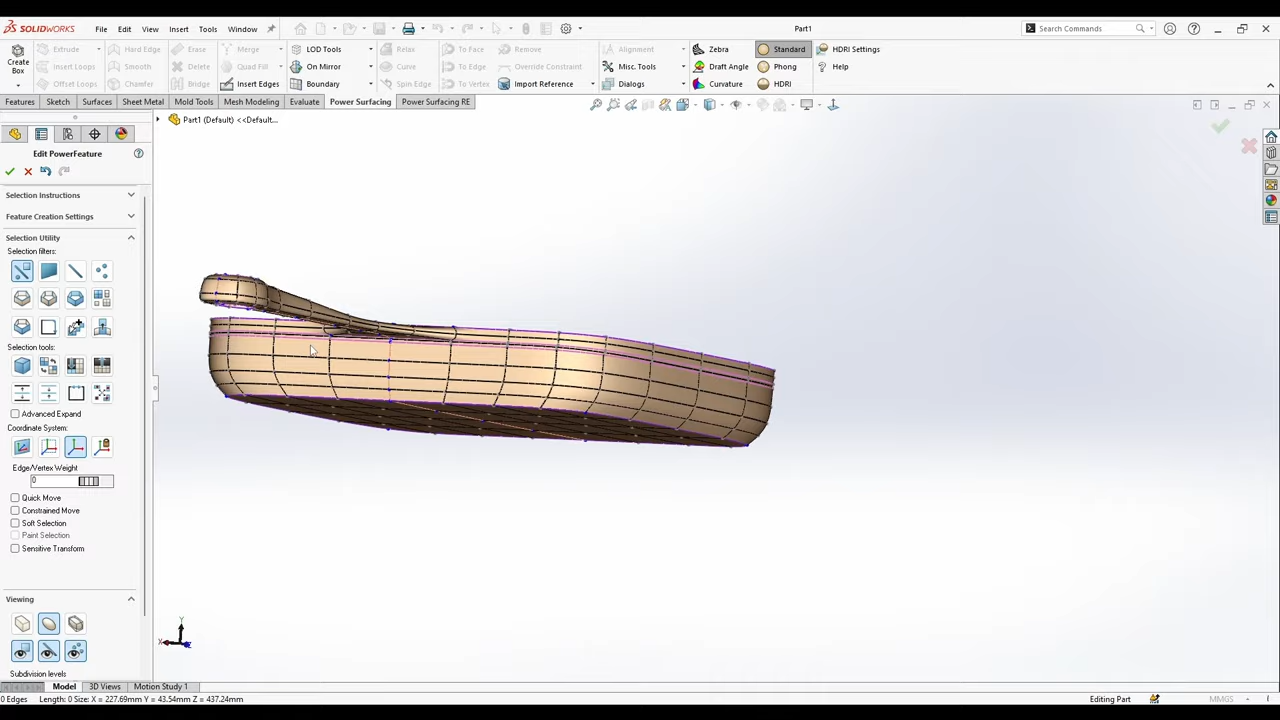 SOLIDWORKS File Edit View Insert Tools Window Part1 Search Commands
Extrude Hard Edge Erase Merge LOD Tools Relax To Face Remove Alignment Zebra Standard HDRI Settings
Create Box Insert Loops Smooth Delete Quad Fill On Mirror Curve To Edge Override Constraint Misc. Tools Draft Angle Phong Help
Offset Loops Chamfer Bridge Insert Edges Boundary Spin Edge To Vertex Import Reference Dialogs Curvature HDRI
Features Sketch Surfaces Sheet Metal Mold Tools Mesh Modeling Evaluate Power Surfacing Power Surfacing RE
Part1 (Default) <<Default...
Edit PowerFeature
Selection Instructions
Feature Creation Settings
Selection Utility
Selection filters:
Selection tools:
Advanced Expand
Coordinate System:
Edge/Vertex Weight
0
Quick Move
Constrained Move
Soft Selection
Paint Selection
Sensitive Transform
Viewing
Subdivision levels
Y
X
Z
Model 3D Views Motion Study 1
0 Edges Length: 0 Size: X = 227.69mm Y = 43.54mm Z = 437.24mm Editing Part MMGS